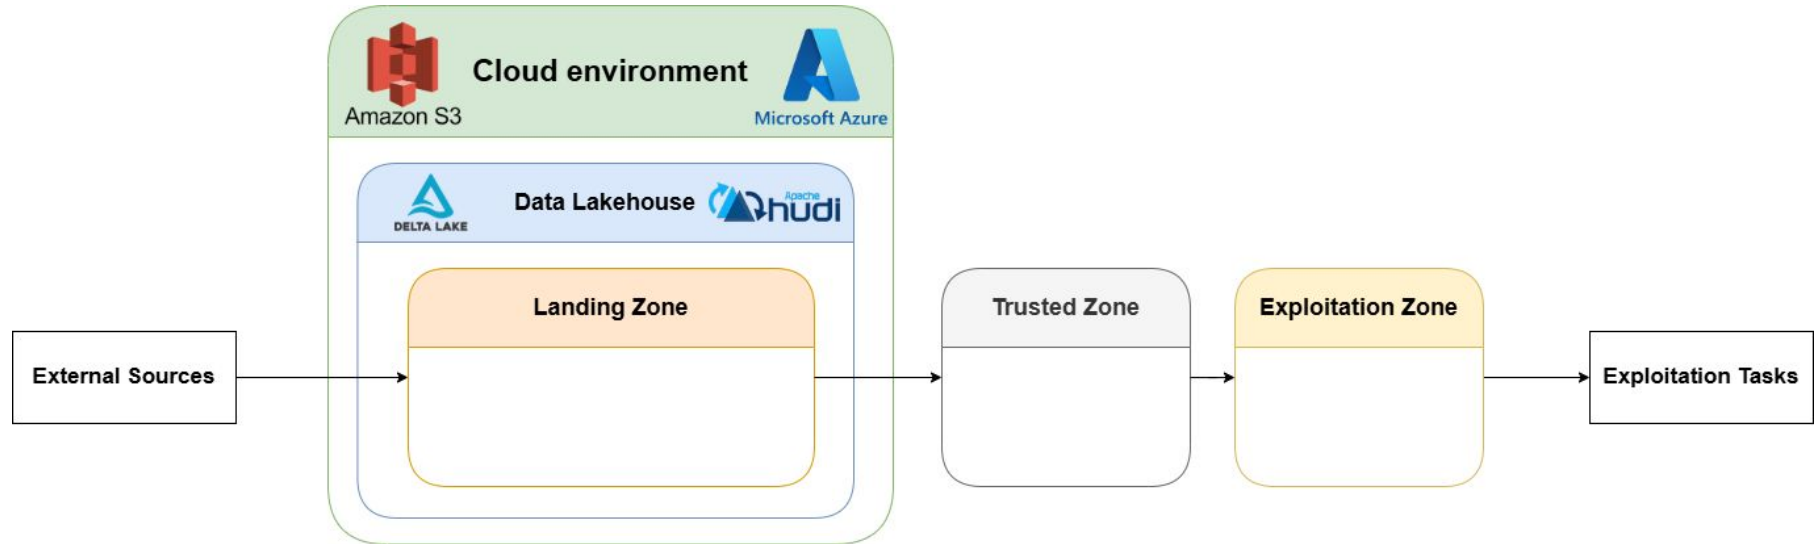 Cloud environment
Amazon S3
Microsoft Azure
DELTA LAKE
Data Lakehouse
Apache
hudi
Landing Zone
Trusted Zone
Exploitation Zone
External Sources
Exploitation Tasks